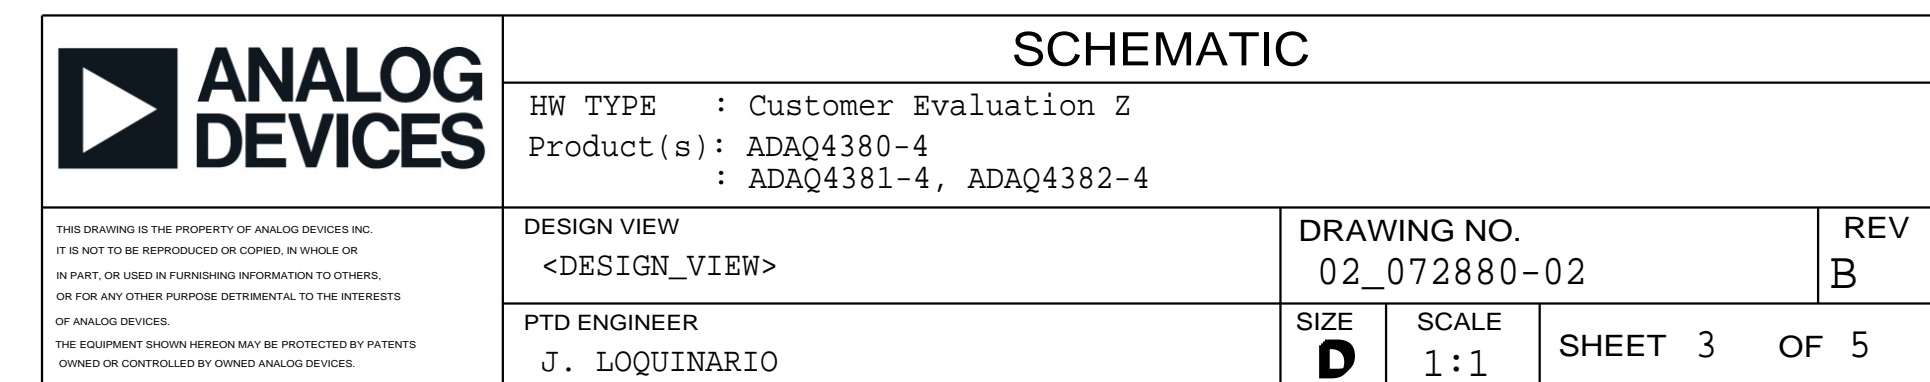 ANALOG
DEVICES
SCHEMATIC
HW TYPE : Customer Evaluation Z
Product(s): ADAQ4380-4
: ADAQ4381-4, ADAQ4382-4
THIS DRAWING IS THE PROPERTY OF ANALOG DEVICES INC.
IT IS NOT TO BE REPRODUCED OR COPIED, IN WHOLE OR
IN PART, OR USED IN FURNISHING INFORMATION TO OTHERS,
OR FOR ANY OTHER PURPOSE DETRIMENTAL TO THE INTERESTS
OF ANALOG DEVICES.
THE EQUIPMENT SHOWN HEREON MAY BE PROTECTED BY PATENTS
OWNED OR CONTROLLED BY OWNED ANALOG DEVICES.
DESIGN VIEW
<DESIGN_VIEW>
DRAWING NO.
02_072880-02
REV
B
PTD ENGINEER
J. LOQUINARIO
SIZE
D
SCALE
1:1
SHEET 3 OF 5